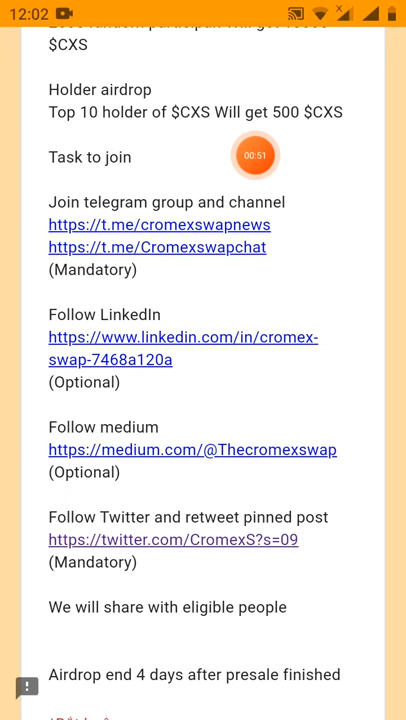 12:02
$CXS
Holder airdrop
Top 10 holder of $CXS Will get 500 $CXS
00:51
Task to join
Join telegram group and channel
https://t.me/cromexswapnews
https://t.me/Cromexswapchat
(Mandatory)
Follow LinkedIn
https://www.linkedin.com/in/cromex-
swap-7468a120a
(Optional)
Follow medium
https://medium.com/@Thecromexswap
(Optional)
Follow Twitter and retweet pinned post
https://twitter.com/CromexS?s=09
(Mandatory)
We will share with eligible people
Airdrop end 4 days after presale finished